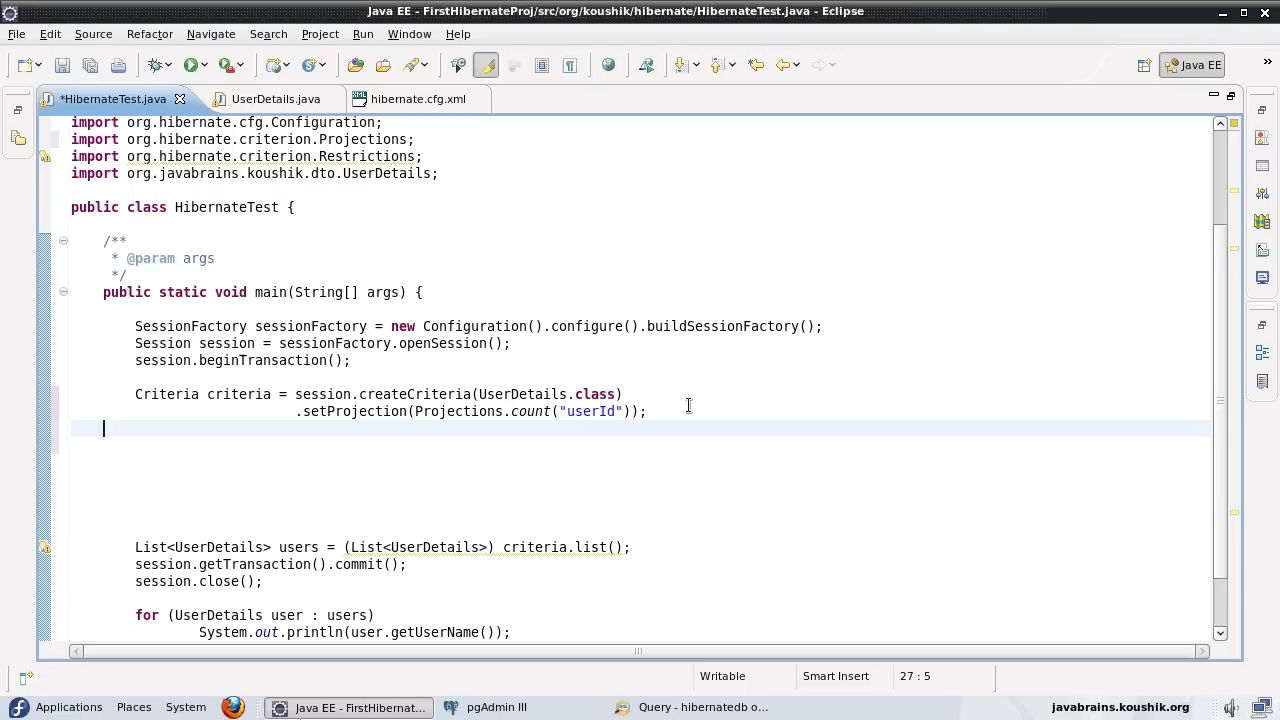 Java EE - FirstHibernateProj/src/org/koushik/hibernate/HibernateTest.java - Eclipse
File Edit Source Refactor Navigate Search Project Run Window Help
Java EE
*HibernateTest.java UserDetails.java hibernate.cfg.xml
import org.hibernate.cfg.Configuration;
import org.hibernate.criterion.Projections;
import org.hibernate.criterion.Restrictions;
import org.javabrains.koushik.dto.UserDetails;
public class HibernateTest {
/**
* @param args
*/
public static void main(String[] args) {
SessionFactory sessionFactory = new Configuration().configure().buildSessionFactory();
Session session = sessionFactory.openSession();
session.beginTransaction();
Criteria criteria = session.createCriteria(UserDetails.class)
.setProjection(Projections.count("userId"));
List<UserDetails> users = (List<UserDetails>) criteria.list();
session.getTransaction().commit();
session.close();
for (UserDetails user : users)
System.out.println(user.getUserName());
Writable Smart Insert 27 : 5
Applications Places System Java EE - FirstHibernat... pgAdmin III Query - hibernatedb o... javabrains.koushik.org